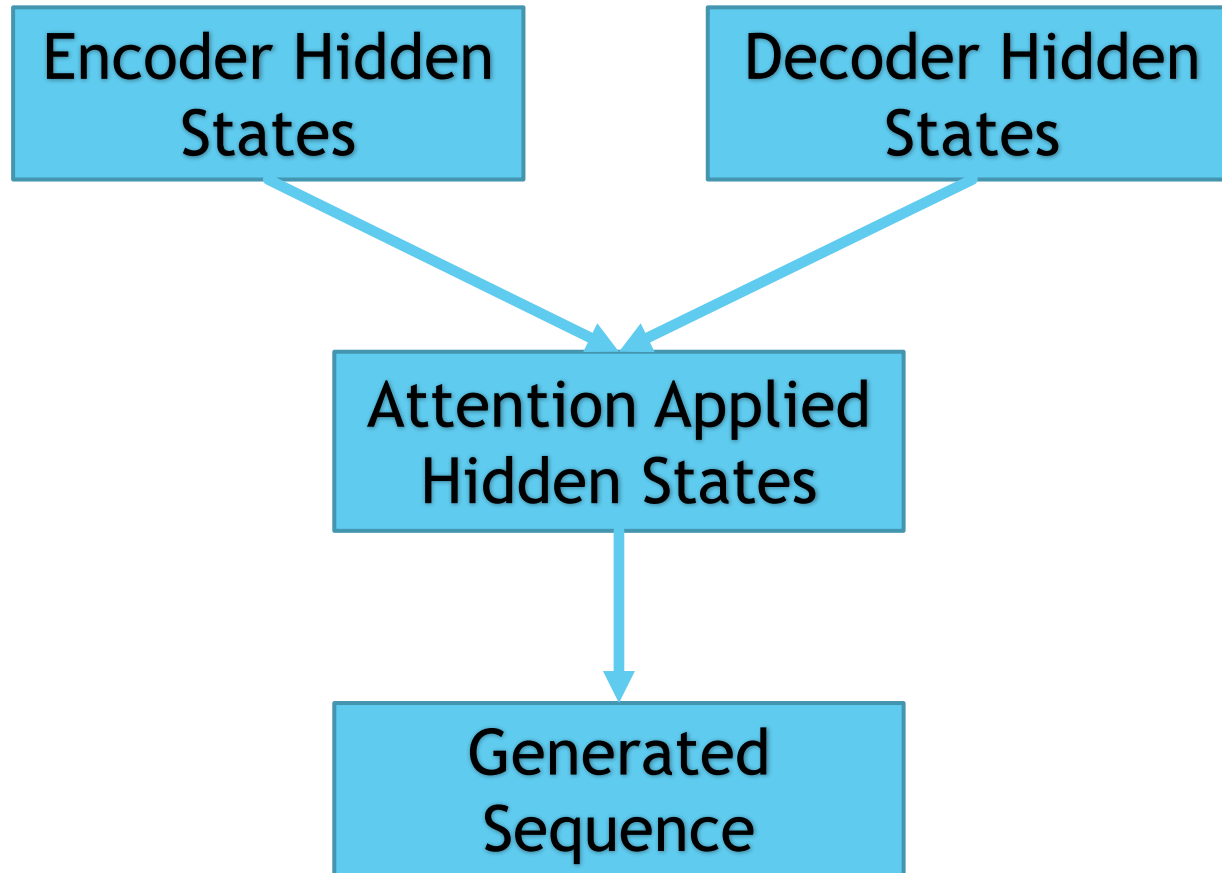 Encoder Hidden
States
Decoder Hidden
States
Attention Applied
Hidden States
Generated
Sequence